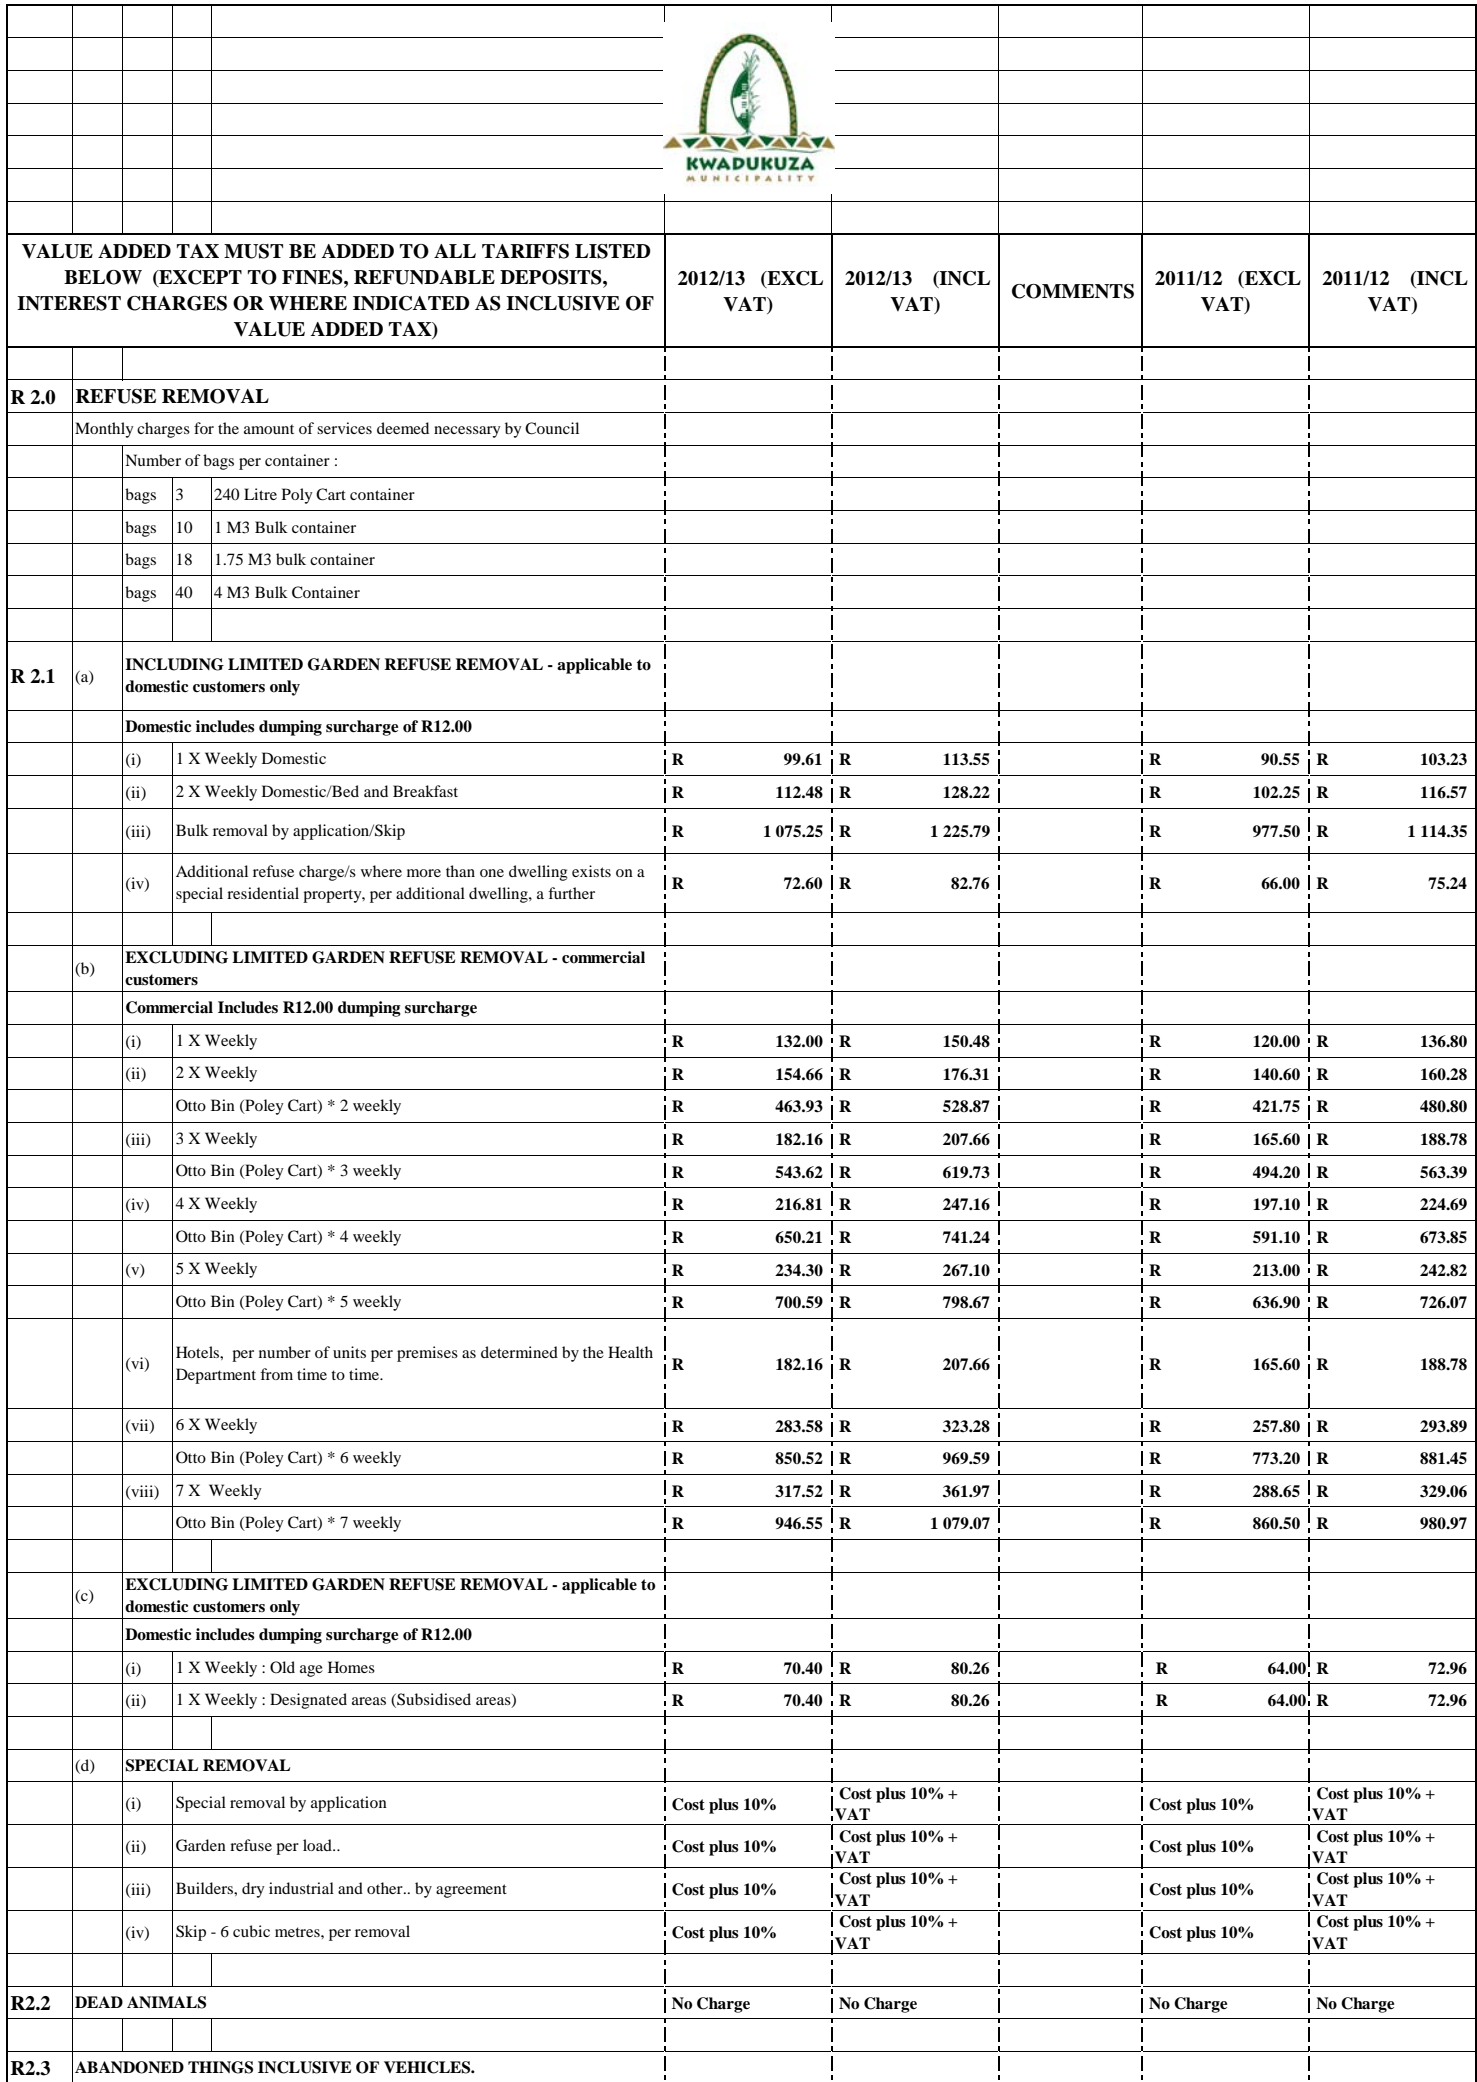 KWADUKUZA
MUNICIPALITY
VALUE ADDED TAX MUST BE ADDED TO ALL TARIFFS LISTED
BELOW (EXCEPT TO FINES, REFUNDABLE DEPOSITS,
INTEREST CHARGES OR WHERE INDICATED AS INCLUSIVE OF
VALUE ADDED TAX)
2012/13 (EXCL
VAT)
2012/13 (INCL
VAT)
COMMENTS
2011/12 (EXCL
VAT)
2011/12 (INCL
VAT)
R 2.0 REFUSE REMOVAL
Monthly charges for the amount of services deemed necessary by Council
Number of bags per container :
bags 3 240 Litre Poly Cart container
bags 10 1 M3 Bulk container
bags 18 1.75 M3 bulk container
bags 40 4 M3 Bulk Container
R 2.1 (a) INCLUDING LIMITED GARDEN REFUSE REMOVAL - applicable to
domestic customers only
Domestic includes dumping surcharge of R12.00
(i) 1 X Weekly Domestic R 99.61 R 113.55 R 90.55 R 103.23
(ii) 2 X Weekly Domestic/Bed and Breakfast R 112.48 R 128.22 R 102.25 R 116.57
(iii) Bulk removal by application/Skip R 1 075.25 R 1 225.79 R 977.50 R 1 114.35
(iv) Additional refuse charge/s where more than one dwelling exists on a
special residential property, per additional dwelling, a further R 72.60 R 82.76 R 66.00 R 75.24
(b) EXCLUDING LIMITED GARDEN REFUSE REMOVAL - commercial
customers
Commercial Includes R12.00 dumping surcharge
(i) 1 X Weekly R 132.00 R 150.48 R 120.00 R 136.80
(ii) 2 X Weekly R 154.66 R 176.31 R 140.60 R 160.28
Otto Bin (Poley Cart) * 2 weekly R 463.93 R 528.87 R 421.75 R 480.80
(iii) 3 X Weekly R 182.16 R 207.66 R 165.60 R 188.78
Otto Bin (Poley Cart) * 3 weekly R 543.62 R 619.73 R 494.20 R 563.39
(iv) 4 X Weekly R 216.81 R 247.16 R 197.10 R 224.69
Otto Bin (Poley Cart) * 4 weekly R 650.21 R 741.24 R 591.10 R 673.85
(v) 5 X Weekly R 234.30 R 267.10 R 213.00 R 242.82
Otto Bin (Poley Cart) * 5 weekly R 700.59 R 798.67 R 636.90 R 726.07
(vi) Hotels, per number of units per premises as determined by the Health
Department from time to time. R 182.16 R 207.66 R 165.60 R 188.78
(vii) 6 X Weekly R 283.58 R 323.28 R 257.80 R 293.89
Otto Bin (Poley Cart) * 6 weekly R 850.52 R 969.59 R 773.20 R 881.45
(viii) 7 X Weekly R 317.52 R 361.97 R 288.65 R 329.06
Otto Bin (Poley Cart) * 7 weekly R 946.55 R 1 079.07 R 860.50 R 980.97
(c) EXCLUDING LIMITED GARDEN REFUSE REMOVAL - applicable to
domestic customers only
Domestic includes dumping surcharge of R12.00
(i) 1 X Weekly : Old age Homes R 70.40 R 80.26 R 64.00 R 72.96
(ii) 1 X Weekly : Designated areas (Subsidised areas) R 70.40 R 80.26 R 64.00 R 72.96
(d) SPECIAL REMOVAL
(i) Special removal by application Cost plus 10% Cost plus 10% + VAT Cost plus 10% Cost plus 10% + VAT
(ii) Garden refuse per load.. Cost plus 10% Cost plus 10% + VAT Cost plus 10% Cost plus 10% + VAT
(iii) Builders, dry industrial and other.. by agreement Cost plus 10% Cost plus 10% + VAT Cost plus 10% Cost plus 10% + VAT
(iv) Skip - 6 cubic metres, per removal Cost plus 10% Cost plus 10% + VAT Cost plus 10% Cost plus 10% + VAT
R2.2 DEAD ANIMALS No Charge No Charge No Charge No Charge
R2.3 ABANDONED THINGS INCLUSIVE OF VEHICLES.